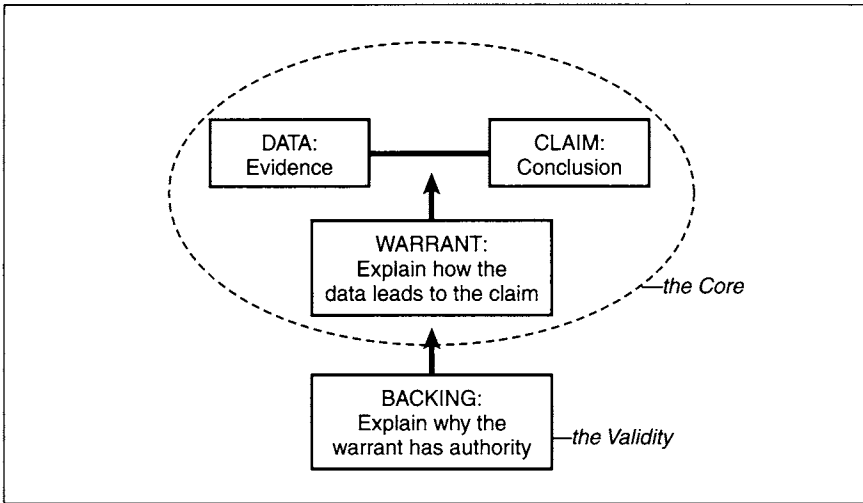 DATA:
Evidence
CLAIM:
Conclusion
WARRANT:
Explain how the
data leads to the claim
the Core
BACKING:
Explain why the
warrant has authority
the Validity